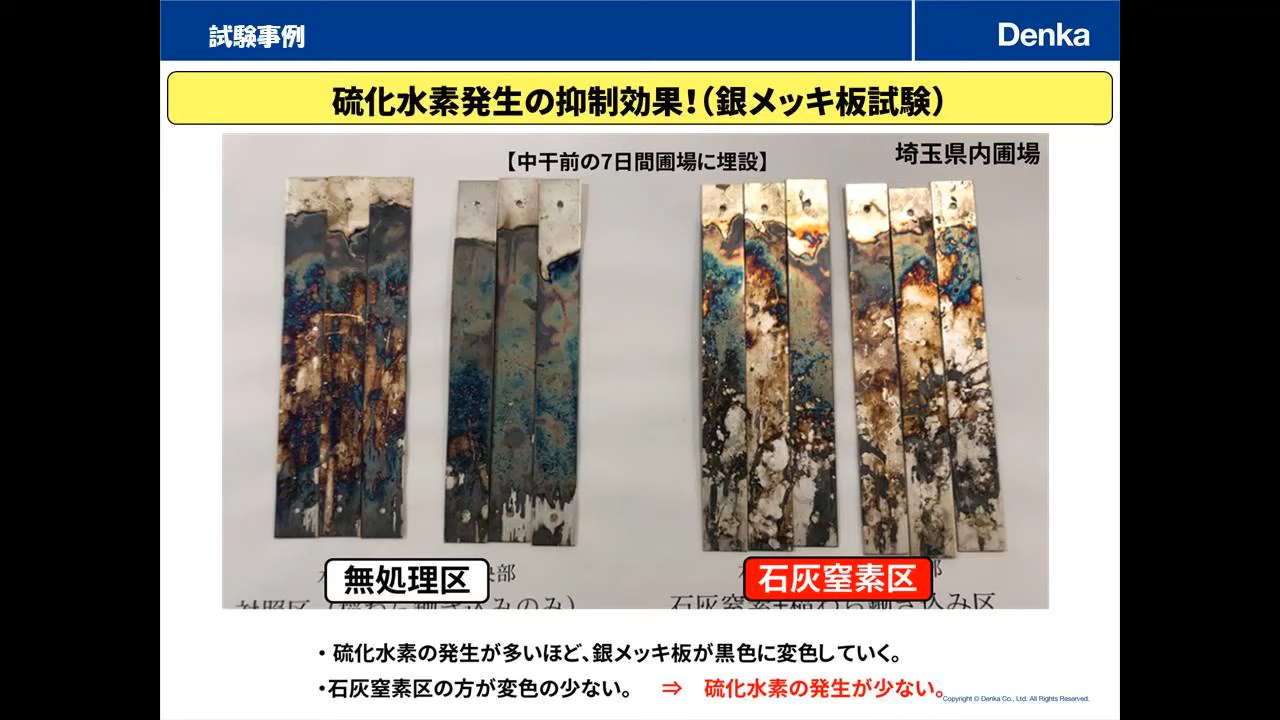 試験事例
Denka
硫化水素発生の抑制効果!(銀メッキ板試験)
【中干前の7日間圃場に埋設】
埼玉県内圃場
無処理区
石灰窒素区
部
部
・ 硫化水素の発生が多いほど、銀メッキ板が黒色に変色していく。
・石灰窒素区の方が変色の少ない。 ⇒ 硫化水素の発生が少ない。
Copyright © Denka Co., Ltd. All Rights Reserved.